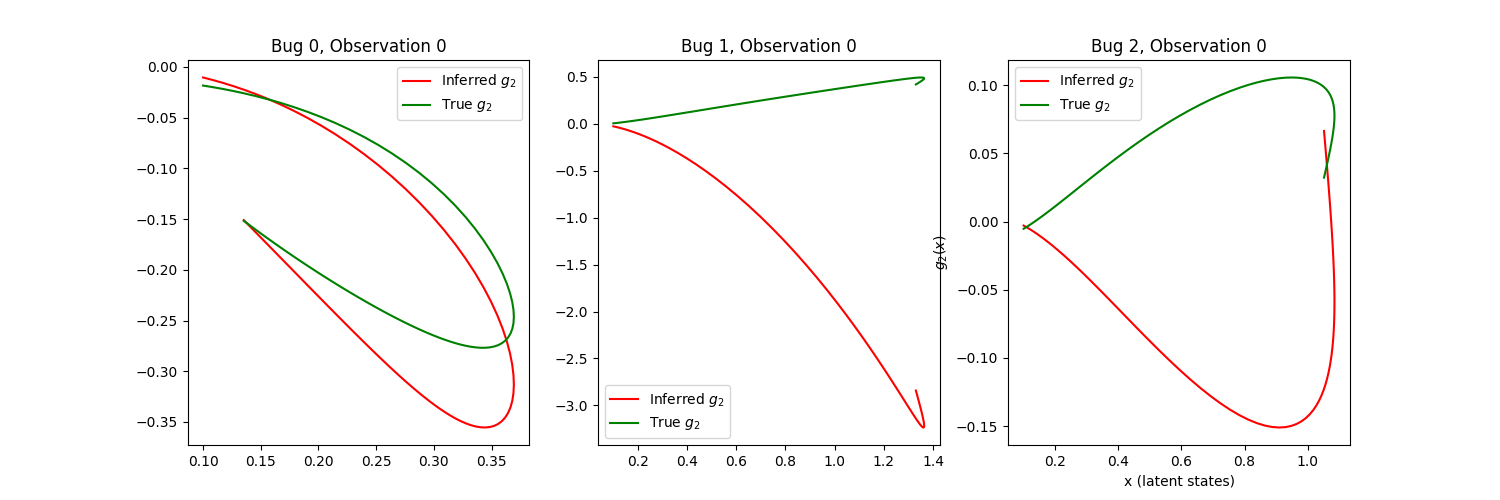 Bug 0, Observation 0
Inferred g₂
True g₂
0.00
−0.05
−0.10
−0.15
−0.20
−0.25
−0.30
−0.35
0.10 0.15 0.20 0.25 0.30 0.35
Bug 1, Observation 0
0.5
0.0
−0.5
−1.0
−1.5
−2.0
−2.5
−3.0
Inferred g₂
True g₂
0.2 0.4 0.6 0.8 1.0 1.2 1.4
Bug 2, Observation 0
Inferred g₂
True g₂
g₂(x)
0.10
0.05
0.00
−0.05
−0.10
−0.15
0.2 0.4 0.6 0.8 1.0
x (latent states)